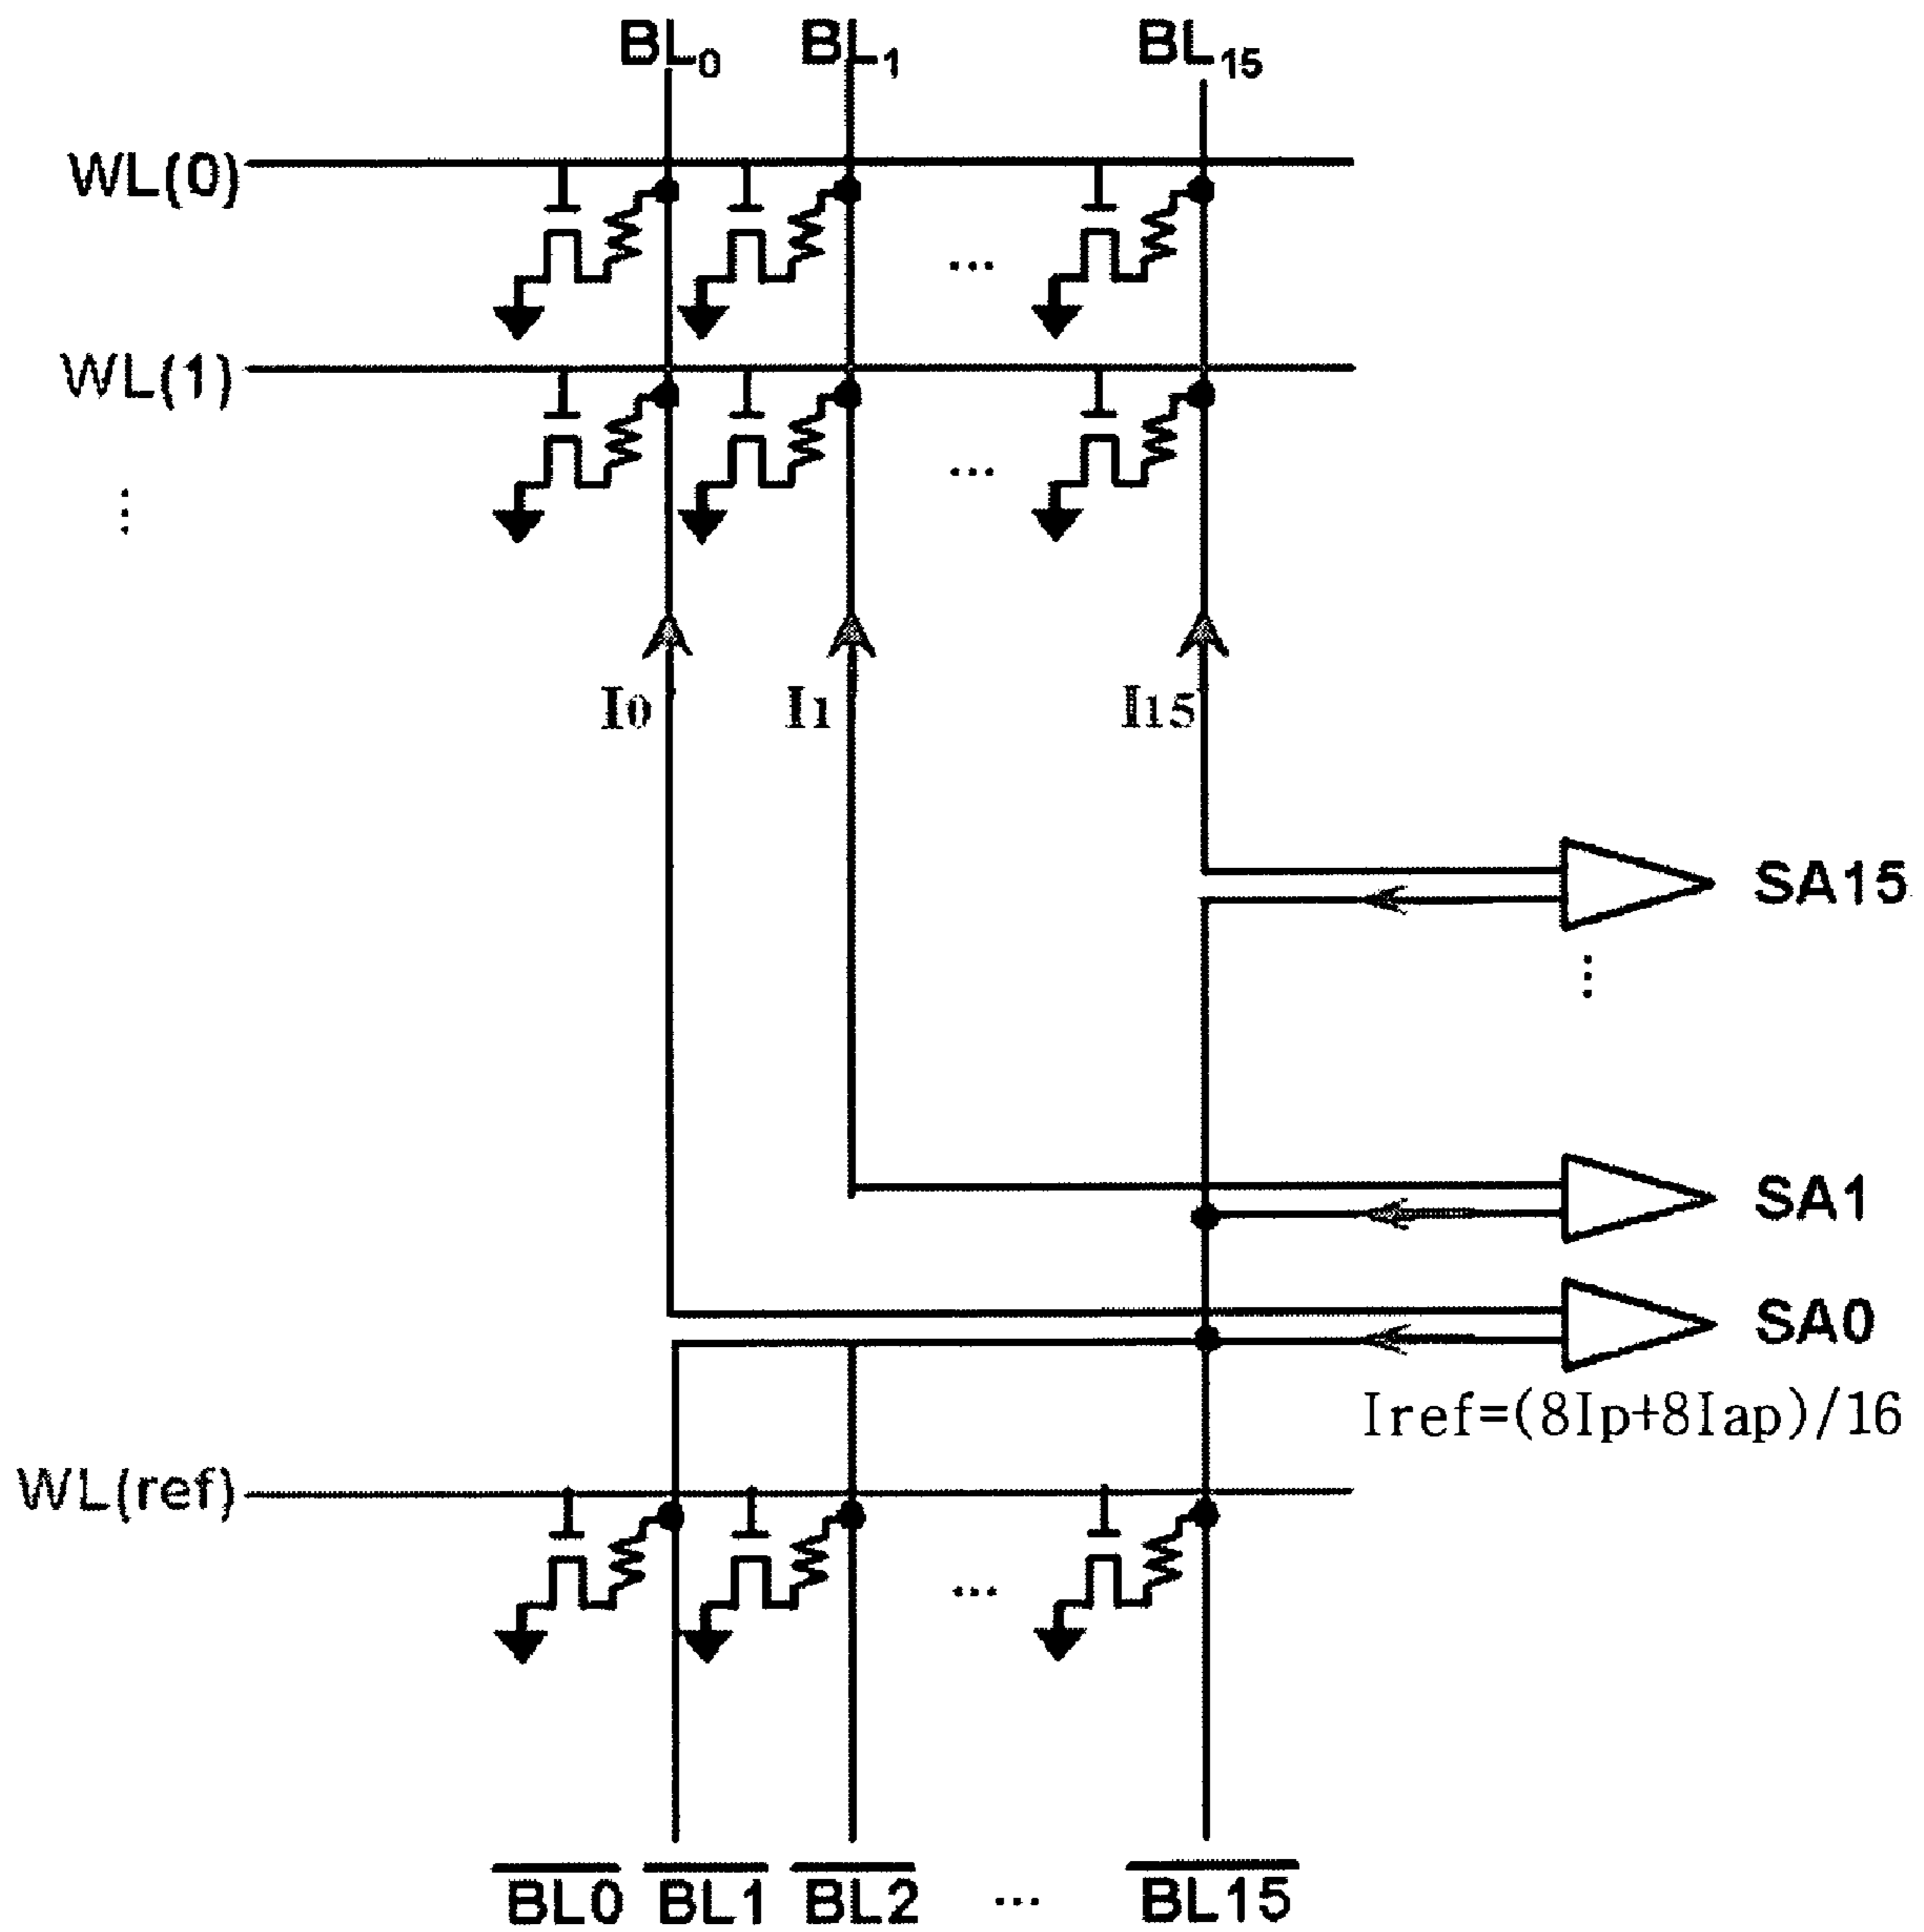 BL0 BL1 BL15
WL(0)
...
WL(1)
...
I0 I1 I15
SA15
SA1
SA0
Iref=(8Ip+8Iap)/16
WL(ref)
...
BL0 BL1 BL2 ... BL15